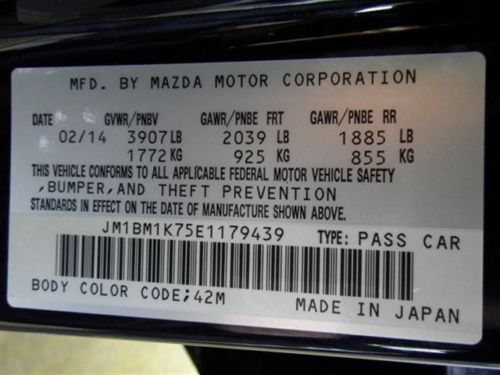 MFD. BY MAZDA MOTOR CORPORATION
DATE GVWR/PNBV GAWR/PNBE FRT GAWR/PNBE RR
02/14 3907 LB 2039 LB 1885 LB
1772 KG 925 KG 855 KG
THIS VEHICLE CONFORMS TO ALL APPLICABLE FEDERAL MOTOR VEHICLE SAFETY
,BUMPER,AND THEFT PREVENTION
STANDARDS IN EFFECT ON THE DATE OF MANUFACTURE SHOWN ABOVE.
JM1BM1K75E1179439 TYPE: PASS CAR
BODY COLOR CODE;42M MADE IN JAPAN